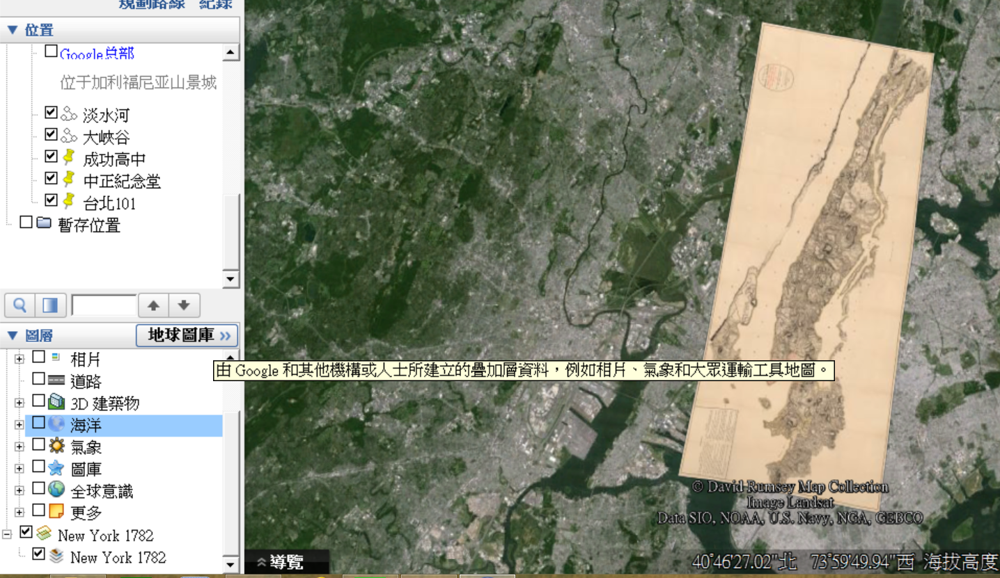 規劃路線 紀錄
位置
Google总部
位于加利福尼亚山景城
淡水河
大峽谷
成功高中
中正紀念堂
台北101
暫存位置
圖層
地球圖庫
相片
道路
3D 建築物
海洋
氣象
圖庫
全球意識
更多
New York 1782
New York 1782
由 Google 和其他機構或人士所建立的疊加層資料，例如相片、氣象和大眾運輸工具地圖。
© David Rumsey Map Collection
Image Landsat
Data SIO, NOAA, U.S. Navy, NGA, GEBCO
導覽
40°46'27.02"北 73°59'49.94"西 海拔高度